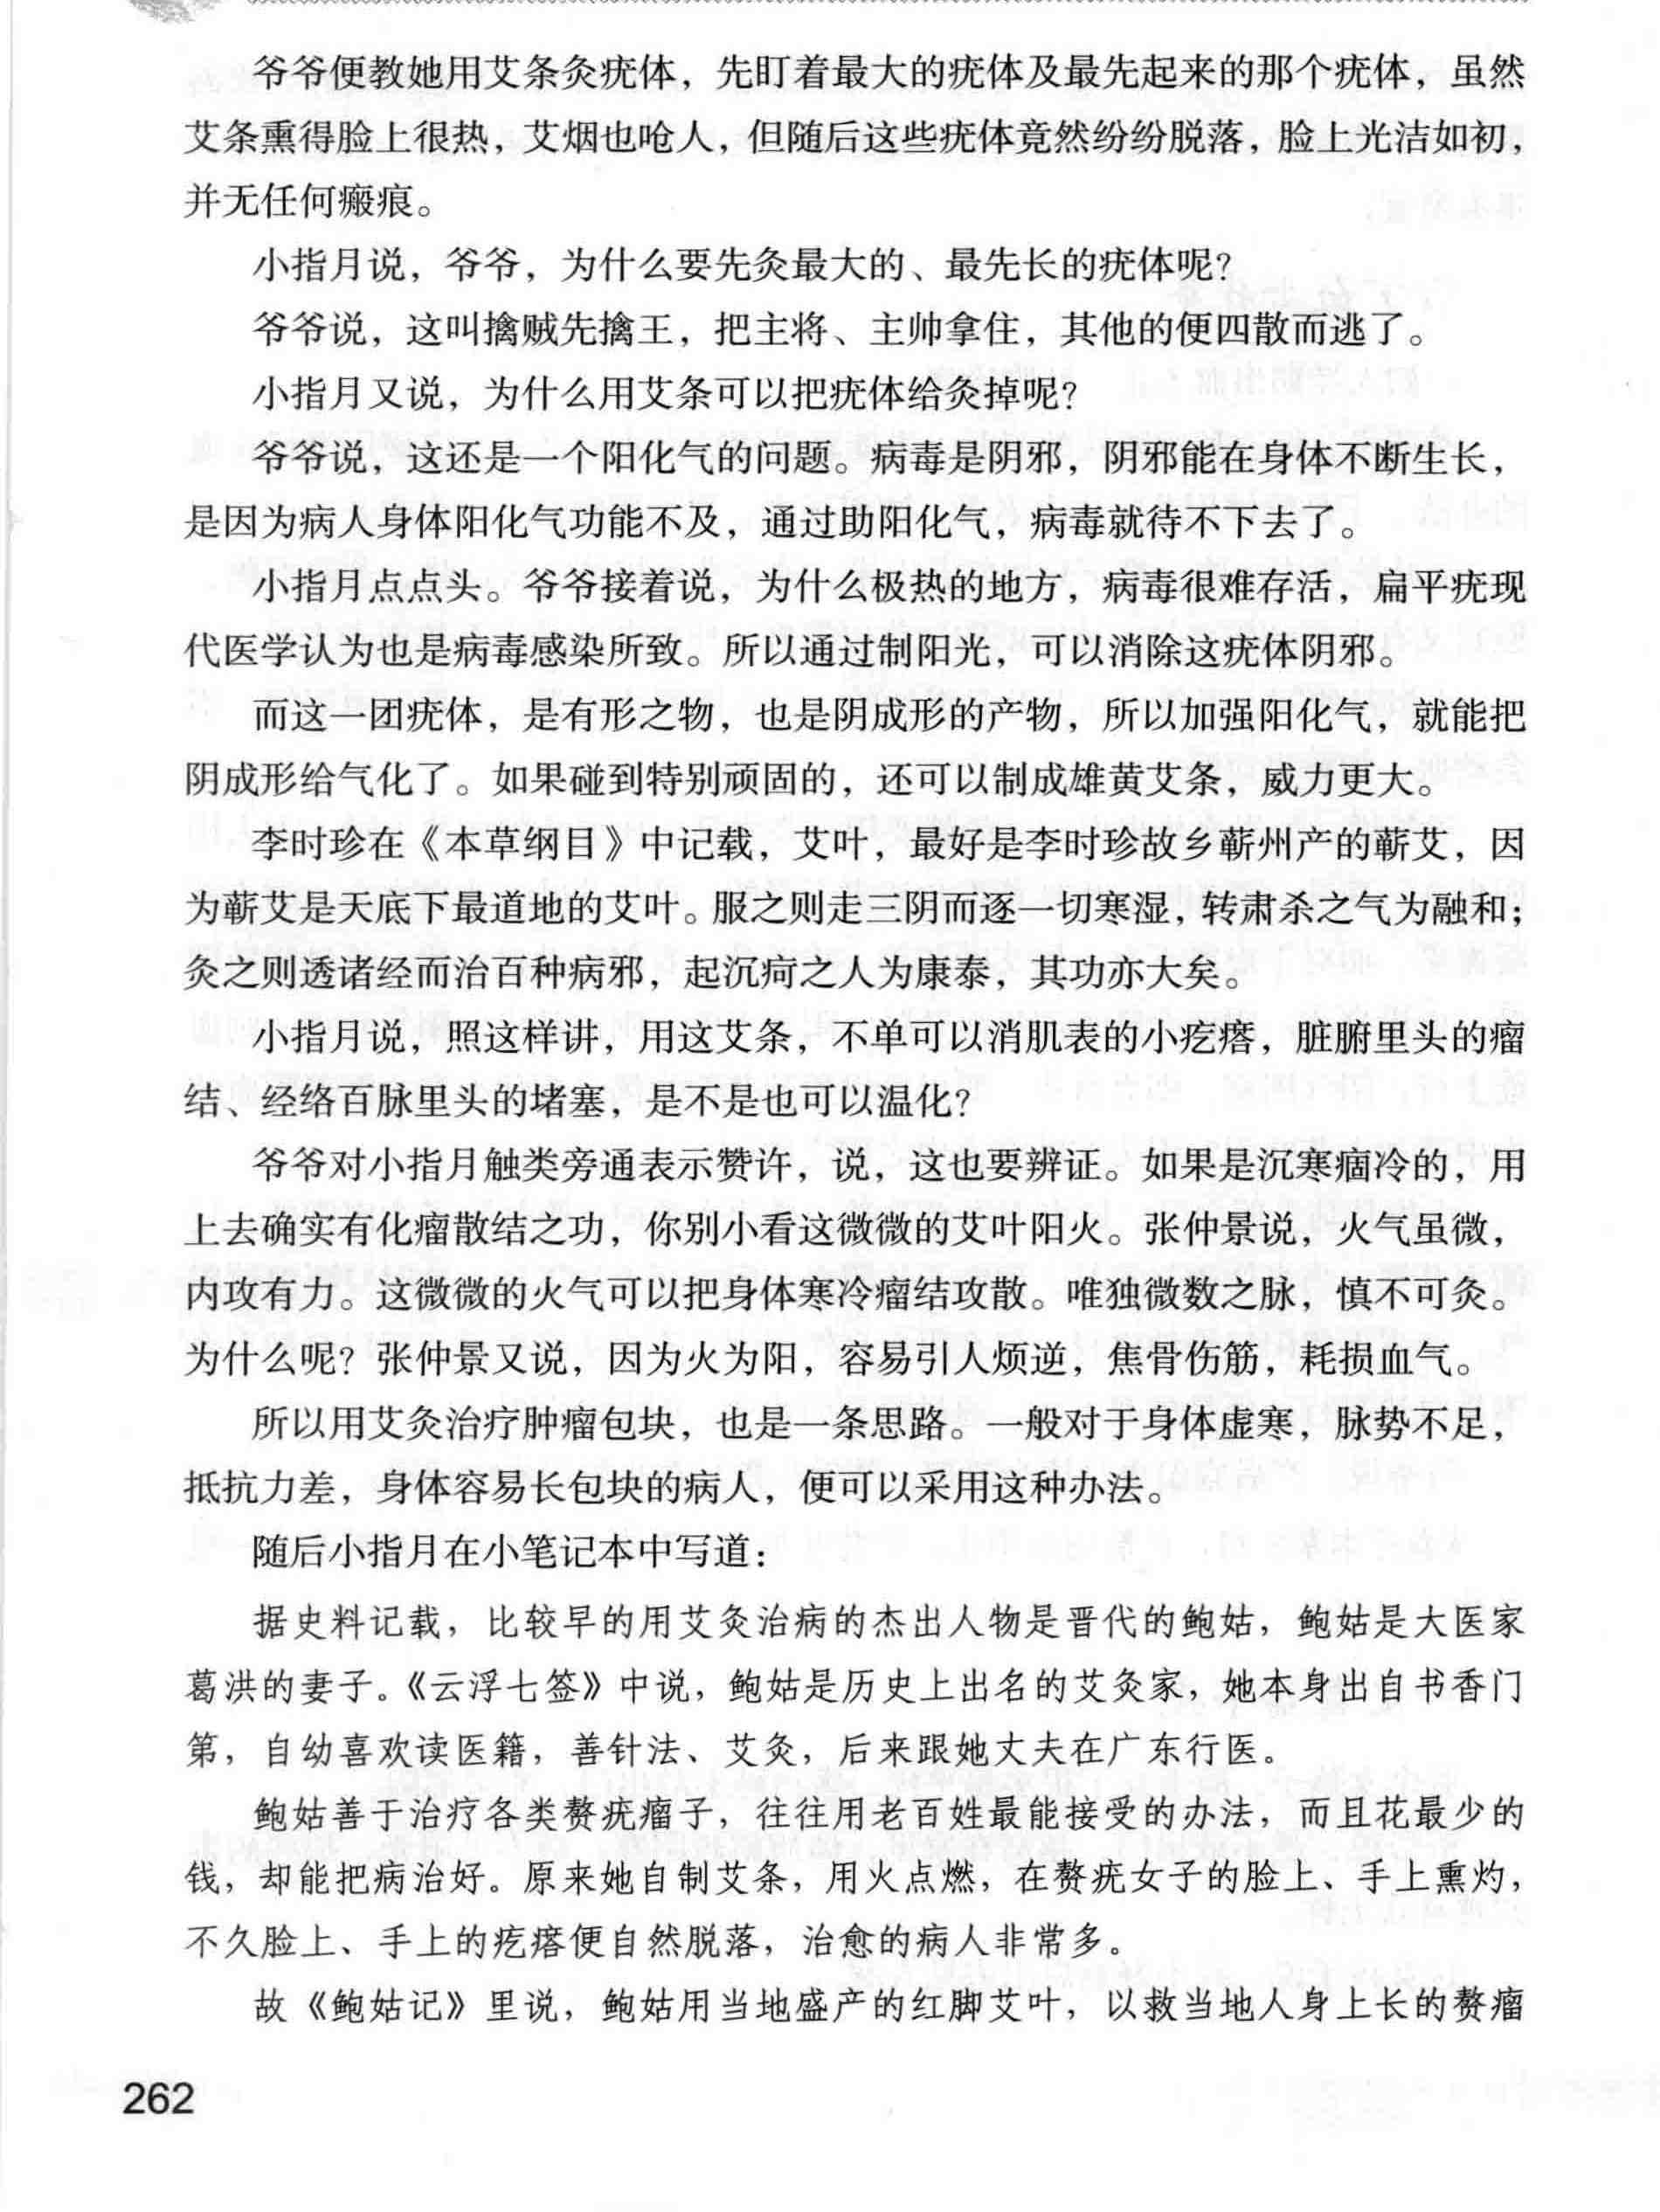 爷爷便教她用艾条灸疣体，先盯着最大的疣体及最先起来的那个疣体，虽然
艾条熏得脸上很热，艾烟也呛人，但随后这些疣体竟然纷纷脱落，脸上光洁如初，
并无任何瘢痕。
小指月说，爷爷，为什么要先灸最大的、最先长的疣体呢？
爷爷说，这叫擒贼先擒王，把主将、主帅拿住，其他的便四散而逃了。
小指月又说，为什么用艾条可以把疣体给灸掉呢？
爷爷说，这还是一个阳化气的问题。病毒是阴邪，阴邪能在身体不断生长，
是因为病人身体阳化气功能不及，通过助阳化气，病毒就待不下去了。
小指月点点头。爷爷接着说，为什么极热的地方，病毒很难存活，扁平疣现
代医学认为也是病毒感染所致。所以通过制阳光，可以消除这疣体阴邪。
而这一团疣体，是有形之物，也是阴成形的产物，所以加强阳化气，就能把
阴成形给气化了。如果碰到特别顽固的，还可以制成雄黄艾条，威力更大。
李时珍在《本草纲目》中记载，艾叶，最好是李时珍故乡蕲州产的蕲艾，因
为蕲艾是天底下最道地的艾叶。服之则走三阴而逐一切寒湿，转肃杀之气为融和；
灸之则透诸经而治百种病邪，起沉疴之人为康泰，其功亦大矣。
小指月说，照这样讲，用这艾条，不单可以消肌表的小疙瘩，脏腑里头的瘤
结、经络百脉里头的堵塞，是不是也可以温化？
爷爷对小指月触类旁通表示赞许，说，这也要辨证。如果是沉寒痼冷的，用
上去确实有化瘤散结之功，你别小看这微微的艾叶阳火。张仲景说，火气虽微，
内攻有力。这微微的火气可以把身体寒冷瘤结攻散。唯独微数之脉，慎不可灸。
为什么呢？张仲景又说，因为火为阳，容易引人烦逆，焦骨伤筋，耗损血气。
所以用艾灸治疗肿瘤包块，也是一条思路。一般对于身体虚寒，脉势不足，
抵抗力差，身体容易长包块的病人，便可以采用这种办法。
随后小指月在小笔记本中写道：
据史料记载，比较早的用艾灸治病的杰出人物是晋代的鲍姑，鲍姑是大医家
葛洪的妻子。《云浮七签》中说，鲍姑是历史上出名的艾灸家，她本身出自书香门
第，自幼喜欢读医籍，善针法、艾灸，后来跟她丈夫在广东行医。
鲍姑善于治疗各类赘疣瘤子，往往用老百姓最能接受的办法，而且花最少的
钱，却能把病治好。原来她自制艾条，用火点燃，在赘疣女子的脸上、手上熏灼，
不久脸上、手上的疙瘩便自然脱落，治愈的病人非常多。
故《鲍姑记》里说，鲍姑用当地盛产的红脚艾叶，以救当地人身上长的赘瘤
262